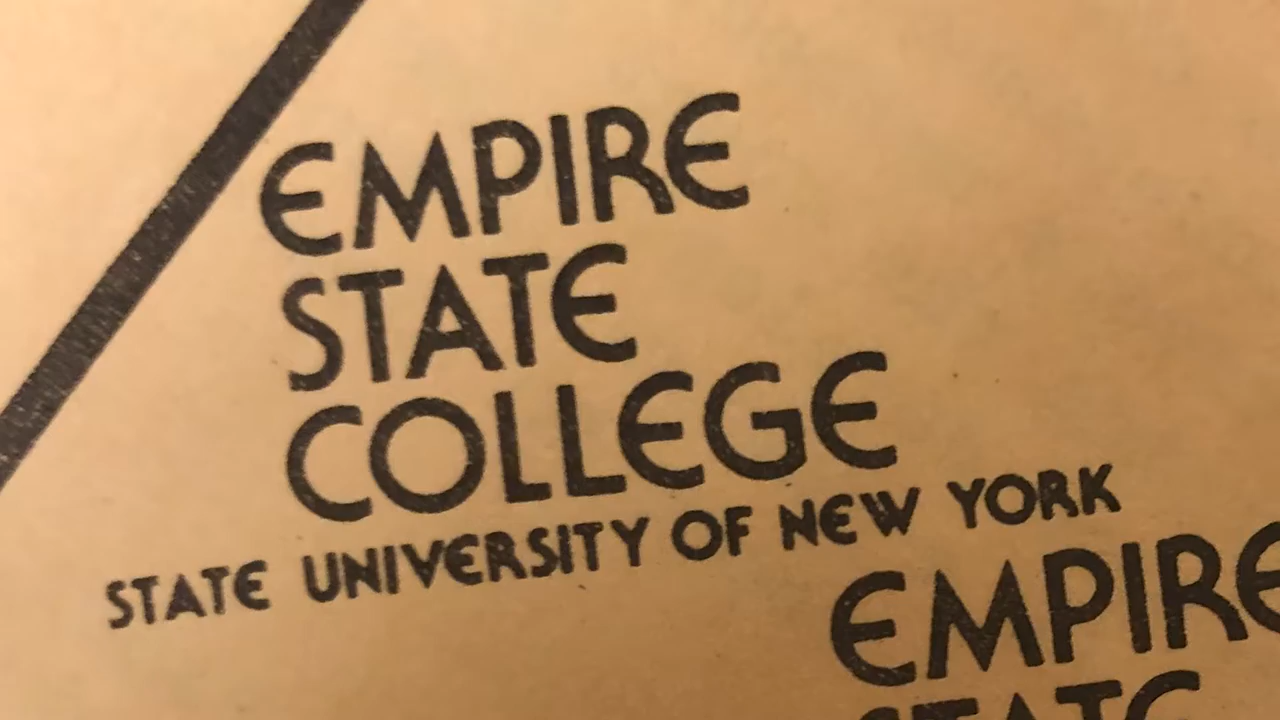 EMPIRE
STATE
COLLEGE
STATE UNIVERSITY OF NEW YORK
EMPIRE